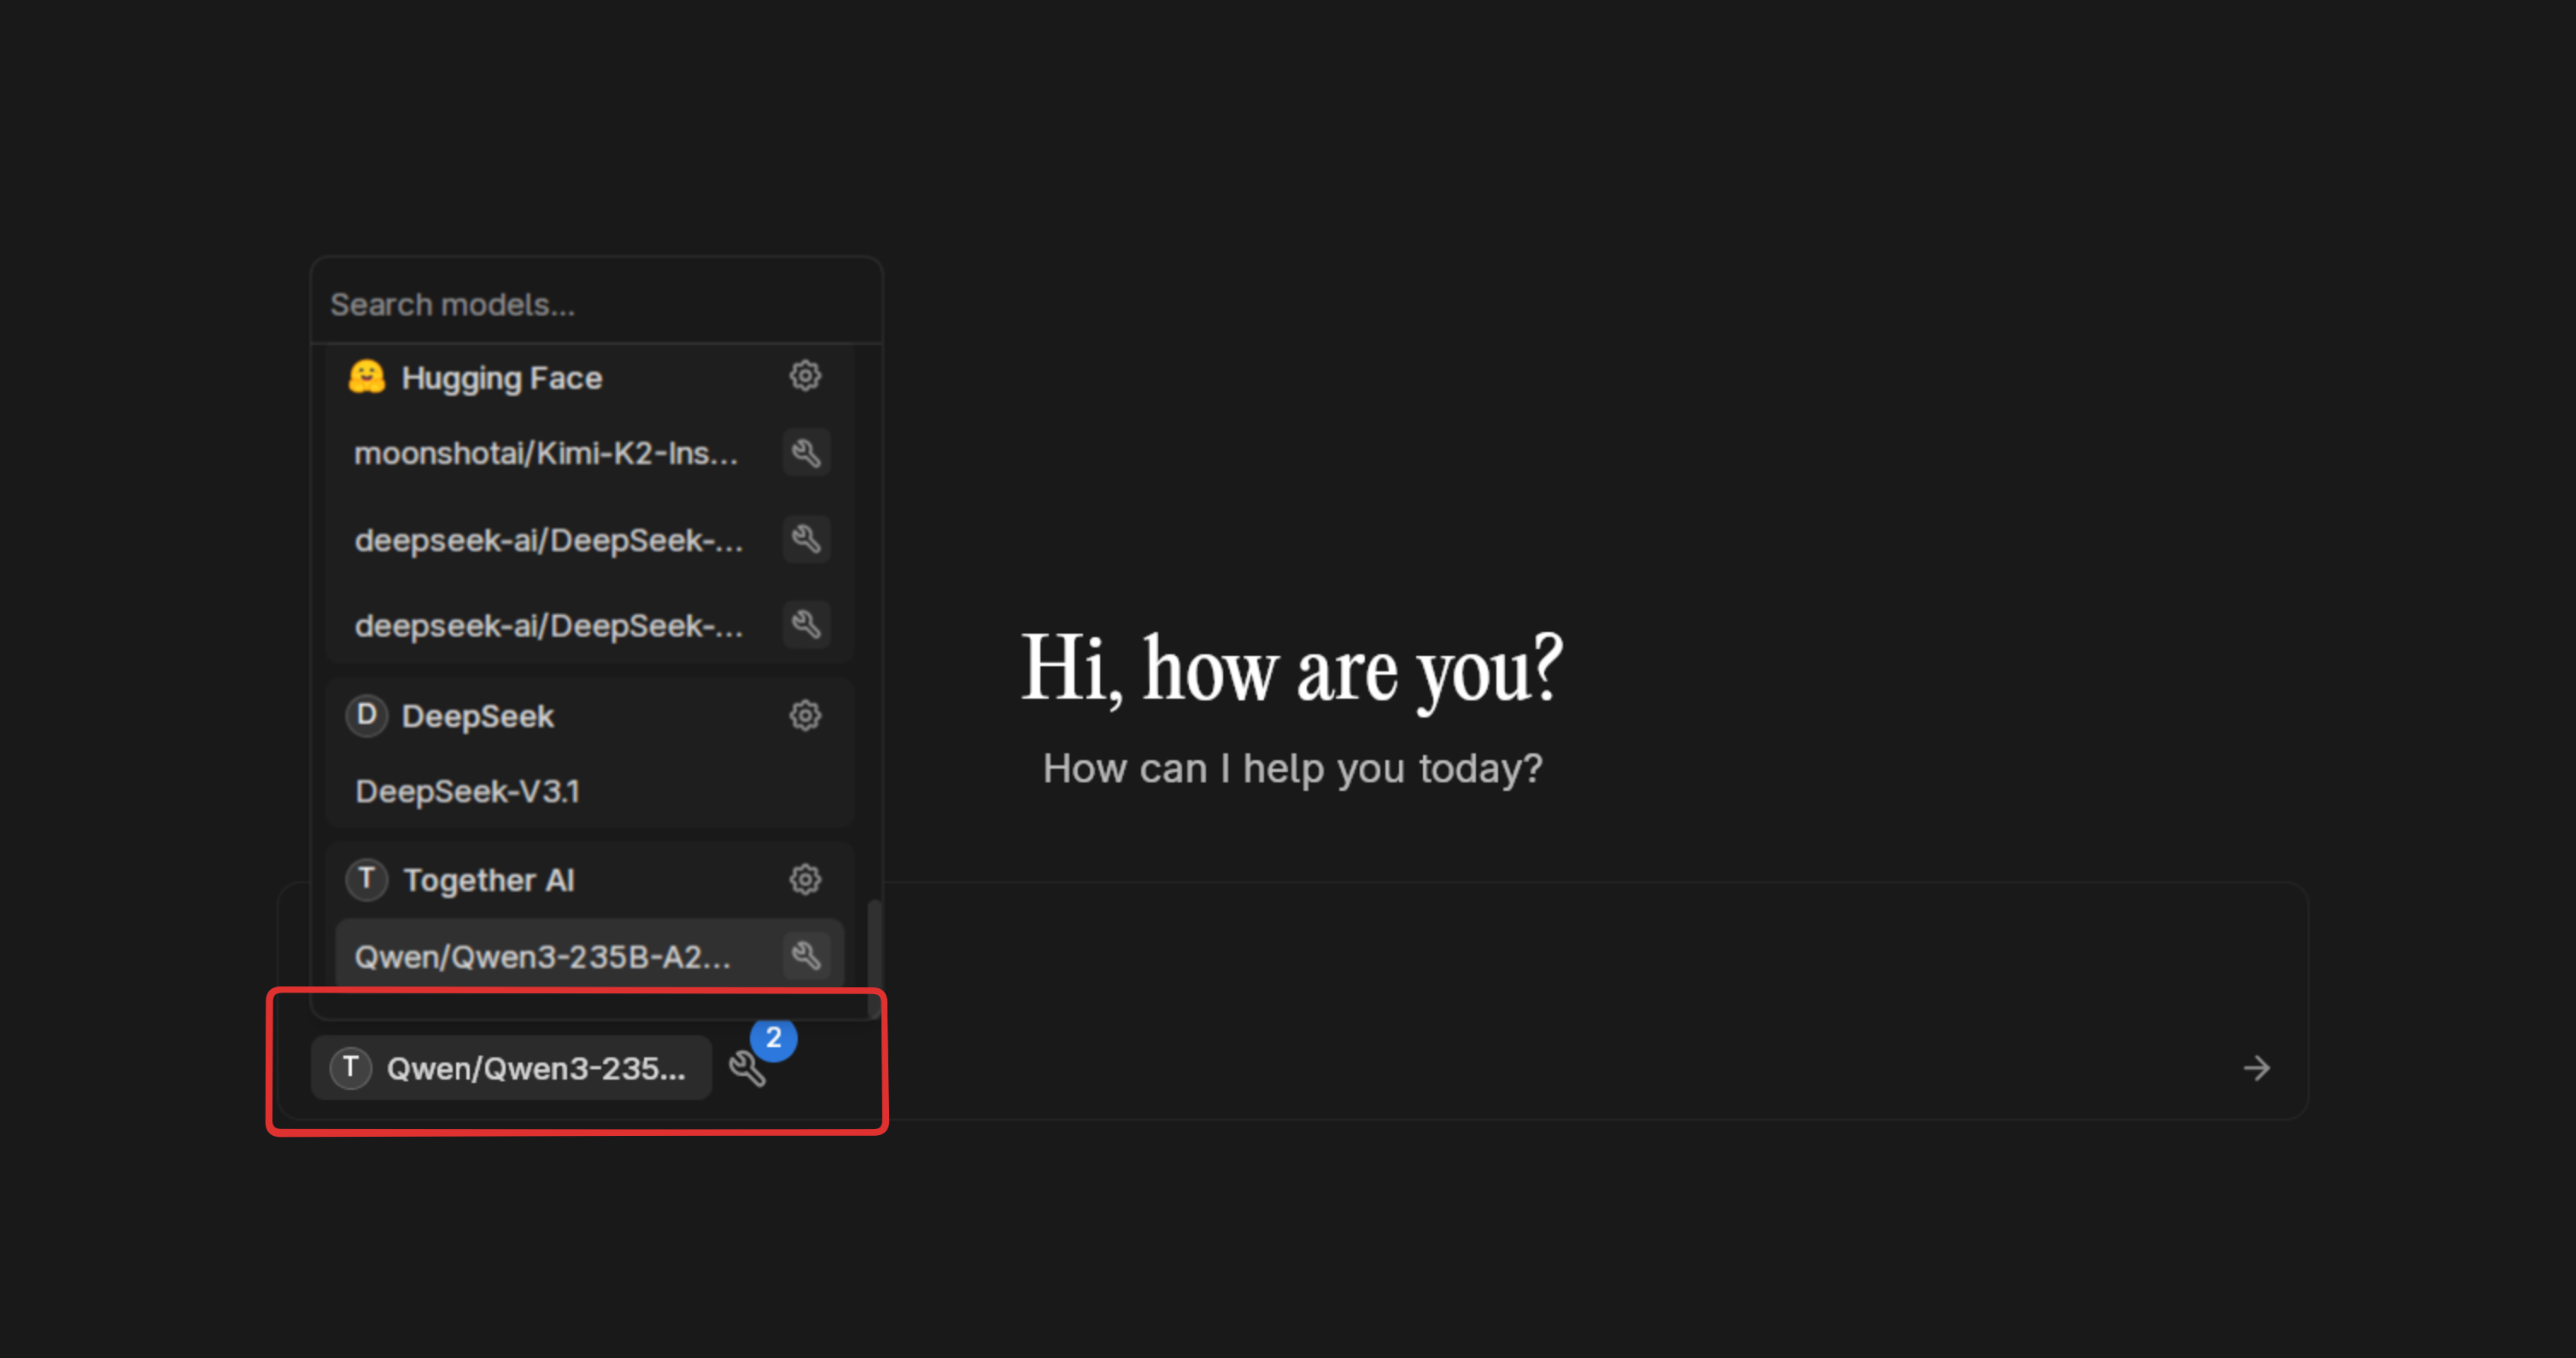 Search models...
Hugging Face
moonshotai/Kimi-K2-Ins...
deepseek-ai/DeepSeek-...
deepseek-ai/DeepSeek-...
D DeepSeek
DeepSeek-V3.1
T Together AI
Qwen/Qwen3-235B-A2...
T Qwen/Qwen3-235...
2
Hi, how are you?
How can I help you today?